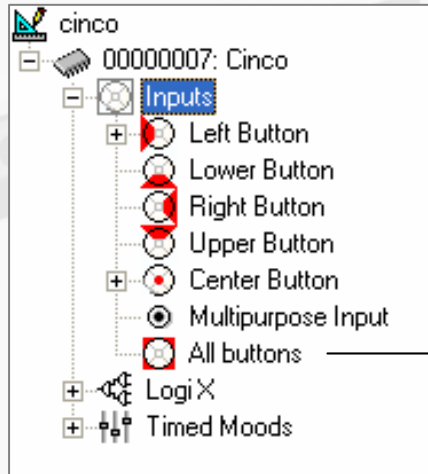 cinco
00000007: Cinco
Inputs
Left Button
Lower Button
Right Button
Upper Button
Center Button
Multipurpose Input
All buttons
LogiX
Timed Moods